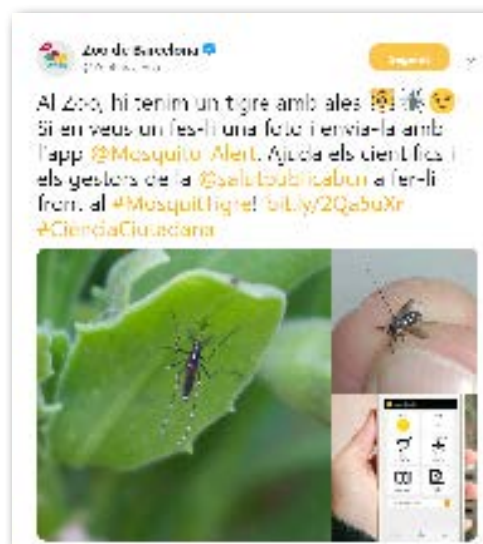 Zoo de Barcelona
Al Zoo, hi tenim un tigre amb ales
Si en veus un fes-li una foto i envia-la amb
l'app @Mosquito_Alert. Ajuda els científics i
els gestors de la @salutpublicabcn a fer-li
front al #MosquitTigre! bit.ly/2Qa5uXr
#CienciaCiutadana